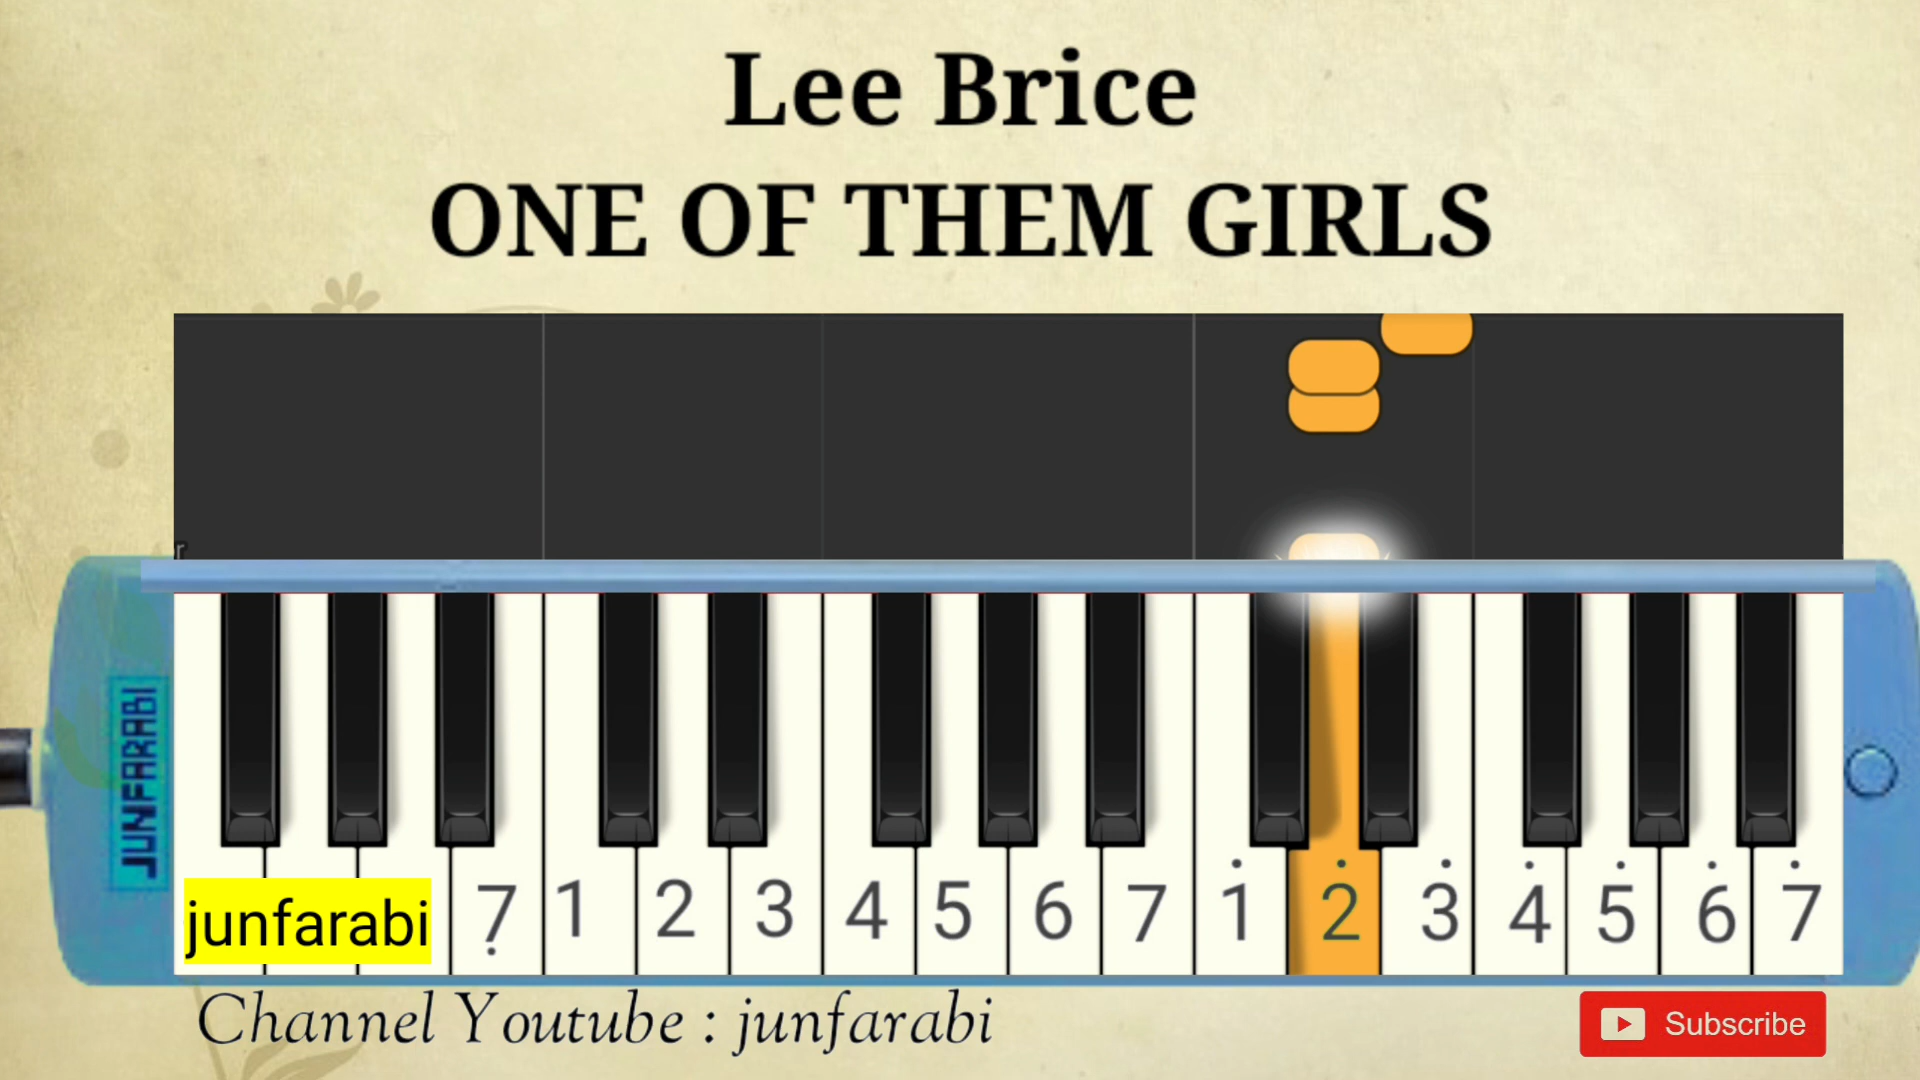 Lee Brice
ONE OF THEM GIRLS
JUNFARABI
junfarabi
7̣ 1 2 3 4 5 6 7 1̇ 2̇ 3̇ 4̇ 5̇ 6̇ 7̇
Channel Youtube : junfarabi
Subscribe